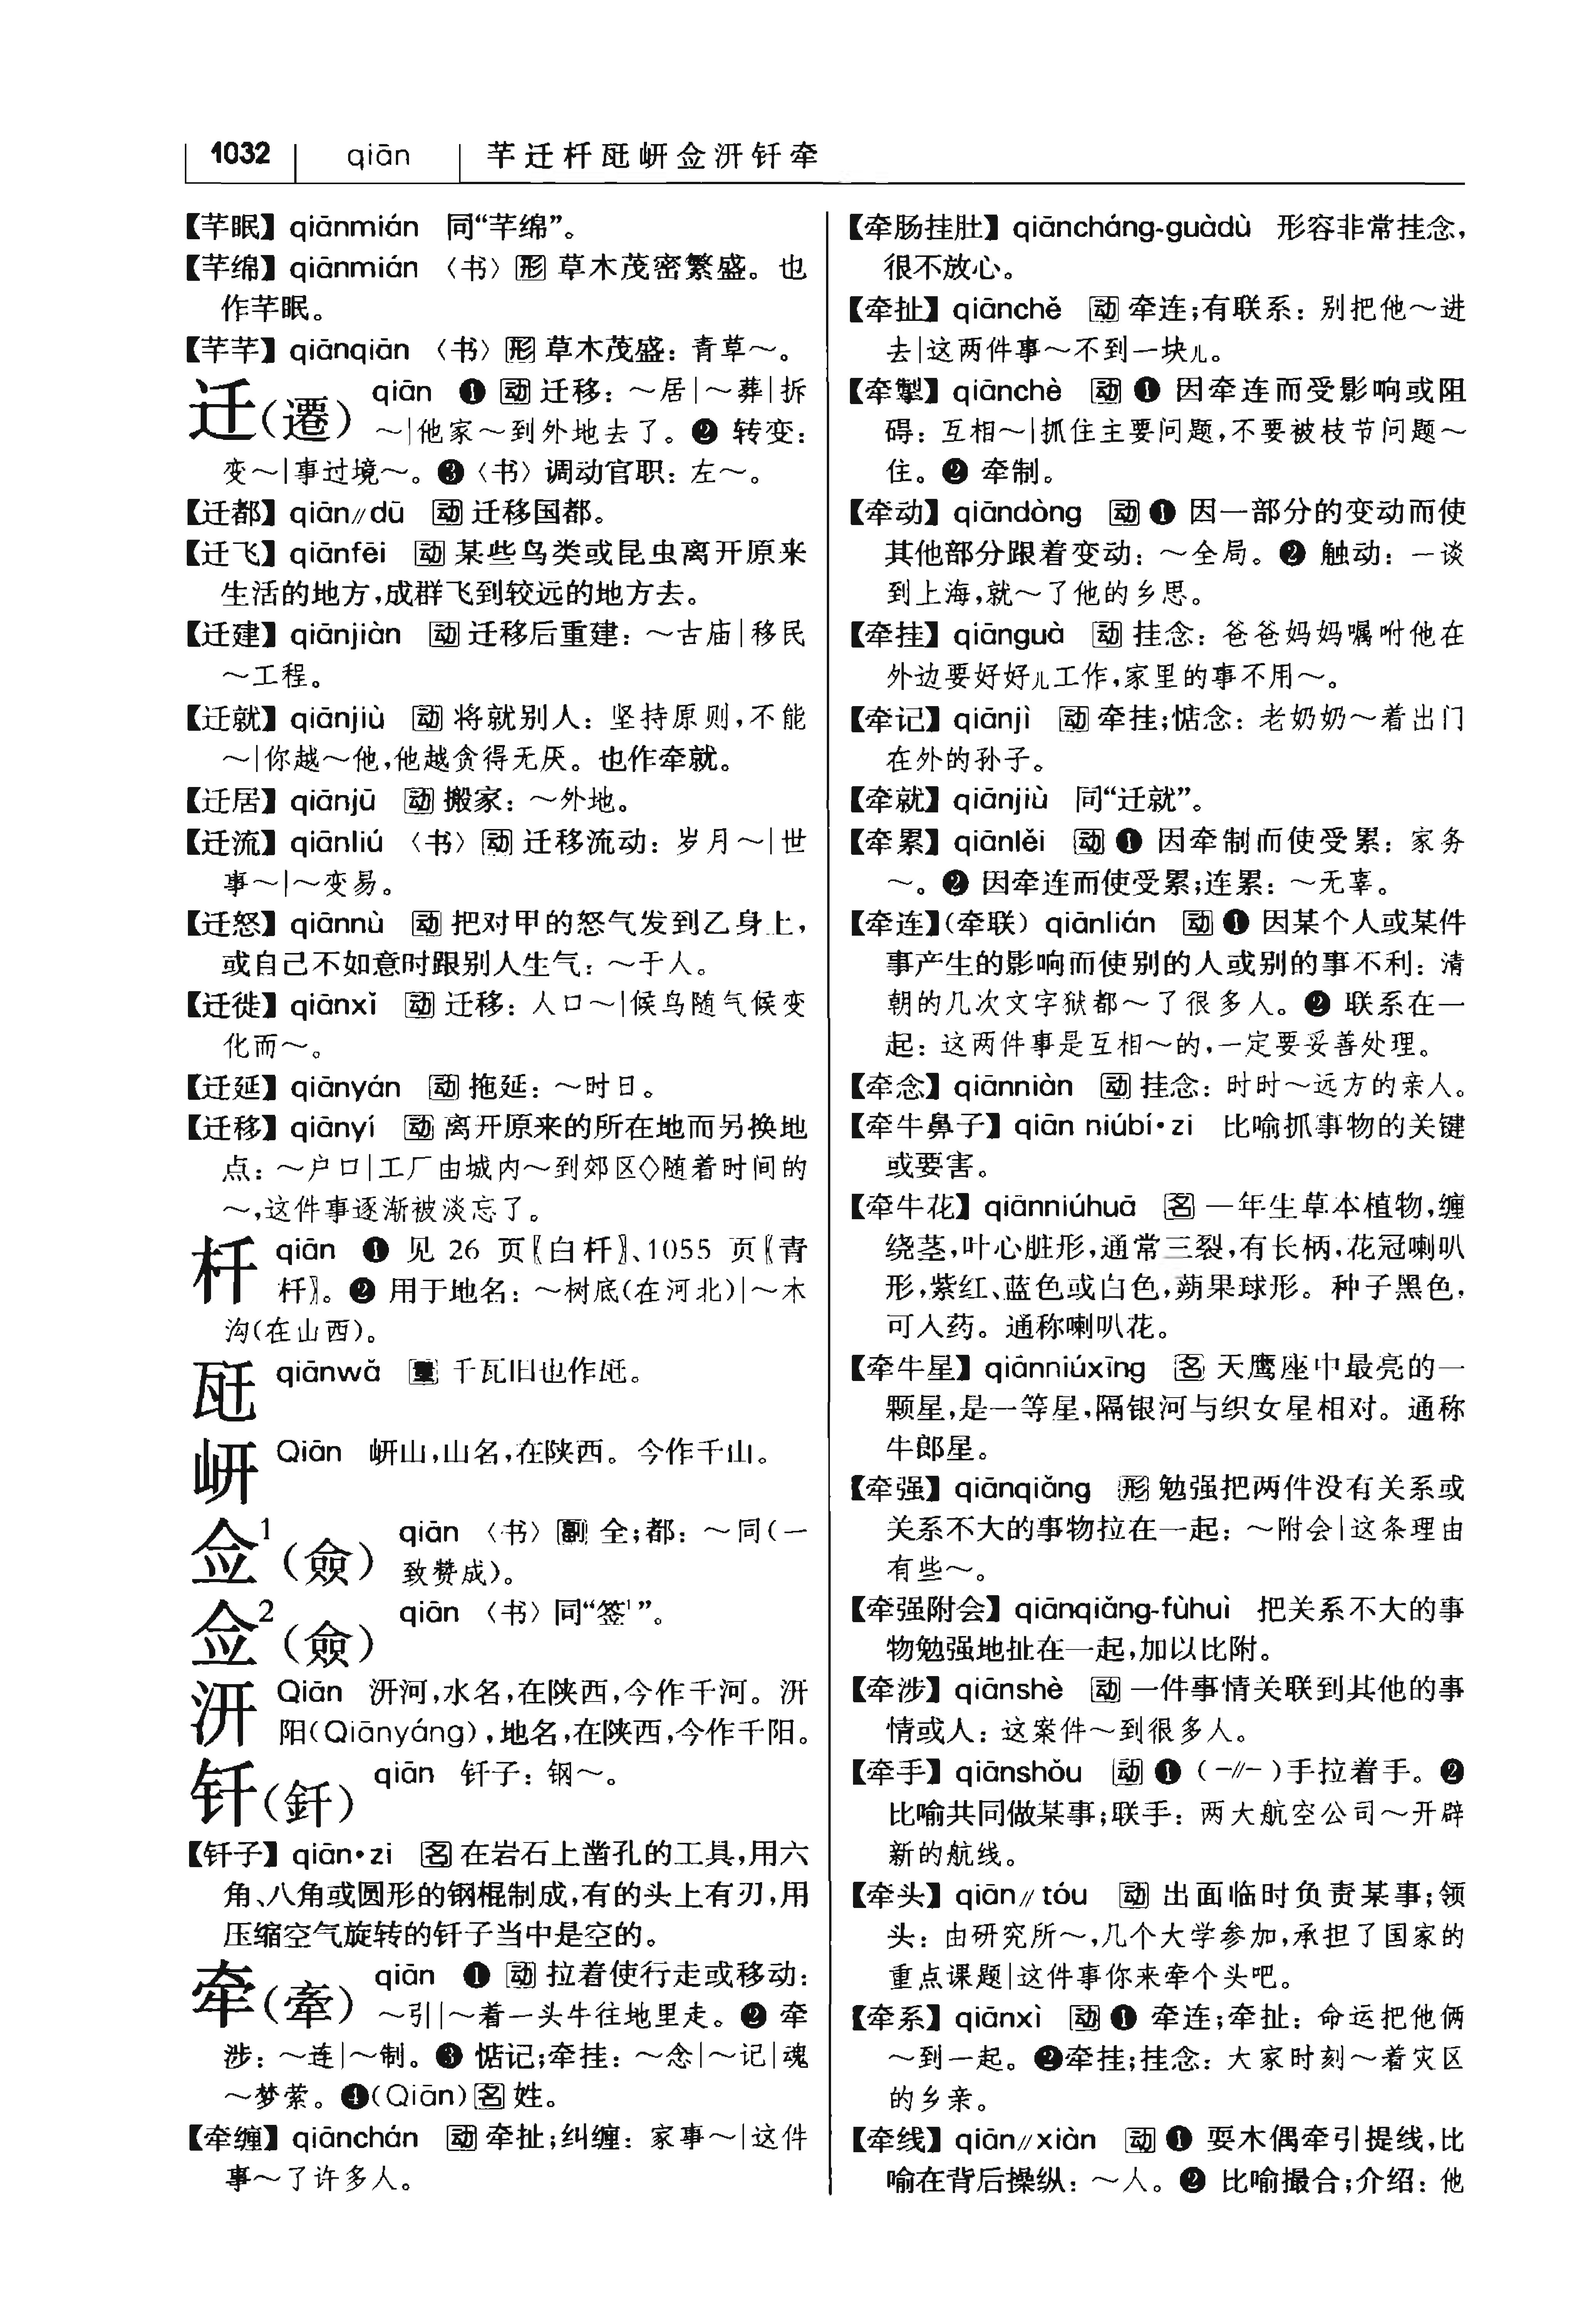 1032 qiān 芊迁杄瓩岍佥汧钎牵
【芊眠】qiānmián 同“芊绵”。
【芊绵】qiānmián 〈书〉形 草木茂密繁盛。也
作芊眠。
【芊芊】qiānqiān 〈书〉形 草木茂盛：青草～。
迁(遷) qiān ❶ 动 迁移：～居|～葬|拆
～|他家～到外地去了。❷ 转变：
变～|事过境～。❸〈书〉调动官职：左～。
【迁都】qiān∥dū 动 迁移国都。
【迁飞】qiānfēi 动 某些鸟类或昆虫离开原来
生活的地方,成群飞到较远的地方去。
【迁建】qiānjiàn 动 迁移后重建：～古庙|移民
～工程。
【迁就】qiānjiù 动 将就别人：坚持原则,不能
～|你越～他,他越贪得无厌。也作牵就。
【迁居】qiānjū 动 搬家：～外地。
【迁流】qiānliú 〈书〉动 迁移流动：岁月～|世
事～|～变易。
【迁怒】qiānnù 动 把对甲的怒气发到乙身上,
或自己不如意时跟别人生气：～于人。
【迁徙】qiānxǐ 动 迁移：人口～|候鸟随气候变
化而～。
【迁延】qiānyán 动 拖延：～时日。
【迁移】qiānyí 动 离开原来的所在地而另换地
点：～户口|工厂由城内～到郊区◇随着时间的
～,这件事逐渐被淡忘了。
杄 qiān ❶ 见 26 页〖白杄〗、1055 页〖青
杄〗。❷ 用于地名：～树底(在河北)|～木
沟(在山西)。
瓩 qiānwǎ 量 千瓦旧也作瓩。
岍 Qiān 岍山,山名,在陕西。今作千山。
佥¹(僉) qiān 〈书〉副 全;都：～同(一
致赞成)。
佥²(僉) qiān 〈书〉同“签¹”。
汧 Qiān 汧河,水名,在陕西,今作千河。汧
阳(Qiānyáng),地名,在陕西,今作千阳。
钎(釺) qiān 钎子：钢～。
【钎子】qiān·zi 名 在岩石上凿孔的工具,用六
角、八角或圆形的钢棍制成,有的头上有刃,用
压缩空气旋转的钎子当中是空的。
牵(牽) qiān ❶ 动 拉着使行走或移动：
～引|～着一头牛往地里走。❷ 牵
涉：～连|～制。❸ 惦记;牵挂：～念|～记|魂
～梦萦。❹(Qiān)名 姓。
【牵缠】qiānchán 动 牵扯;纠缠：家事～|这件
事～了许多人。
【牵肠挂肚】qiāncháng-guàdù 形容非常挂念,
很不放心。
【牵扯】qiānchě 动 牵连;有联系：别把他～进
去|这两件事～不到一块儿。
【牵掣】qiānchè 动 ❶ 因牵连而受影响或阻
碍：互相～|抓住主要问题,不要被枝节问题～
住。❷ 牵制。
【牵动】qiāndòng 动 ❶ 因一部分的变动而使
其他部分跟着变动：～全局。❷ 触动：一谈
到上海,就～了他的乡思。
【牵挂】qiānguà 动 挂念：爸爸妈妈嘱咐他在
外边要好好儿工作,家里的事不用～。
【牵记】qiānjì 动 牵挂;惦念：老奶奶～着出门
在外的孙子。
【牵就】qiānjiù 同“迁就”。
【牵累】qiānlěi 动 ❶ 因牵制而使受累：家务
～。❷ 因牵连而使受累;连累：～无辜。
【牵连】(牵联) qiānlián 动 ❶ 因某个人或某件
事产生的影响而使别的人或别的事不利：清
朝的几次文字狱都～了很多人。❷ 联系在一
起：这两件事是互相～的,一定要妥善处理。
【牵念】qiānniàn 动 挂念：时时～远方的亲人。
【牵牛鼻子】qiān niúbí·zi 比喻抓事物的关键
或要害。
【牵牛花】qiānniúhuā 名 一年生草本植物,缠
绕茎,叶心脏形,通常三裂,有长柄,花冠喇叭
形,紫红、蓝色或白色,蒴果球形。种子黑色,
可入药。通称喇叭花。
【牵牛星】qiānniúxīng 名 天鹰座中最亮的一
颗星,是一等星,隔银河与织女星相对。通称
牛郎星。
【牵强】qiānqiǎng 形 勉强把两件没有关系或
关系不大的事物拉在一起：～附会|这条理由
有些～。
【牵强附会】qiānqiǎng-fùhuì 把关系不大的事
物勉强地扯在一起,加以比附。
【牵涉】qiānshè 动 一件事情关联到其他的事
情或人：这案件～到很多人。
【牵手】qiānshǒu 动 ❶ (－∥－)手拉着手。❷
比喻共同做某事;联手：两大航空公司～开辟
新的航线。
【牵头】qiān∥tóu 动 出面临时负责某事;领
头：由研究所～,几个大学参加,承担了国家的
重点课题|这件事你来牵个头吧。
【牵系】qiānxì 动 ❶ 牵连;牵扯：命运把他俩
～到一起。❷牵挂;挂念：大家时刻～着灾区
的乡亲。
【牵线】qiān∥xiàn 动 ❶ 耍木偶牵引提线,比
喻在背后操纵：～人。❷ 比喻撮合;介绍：他